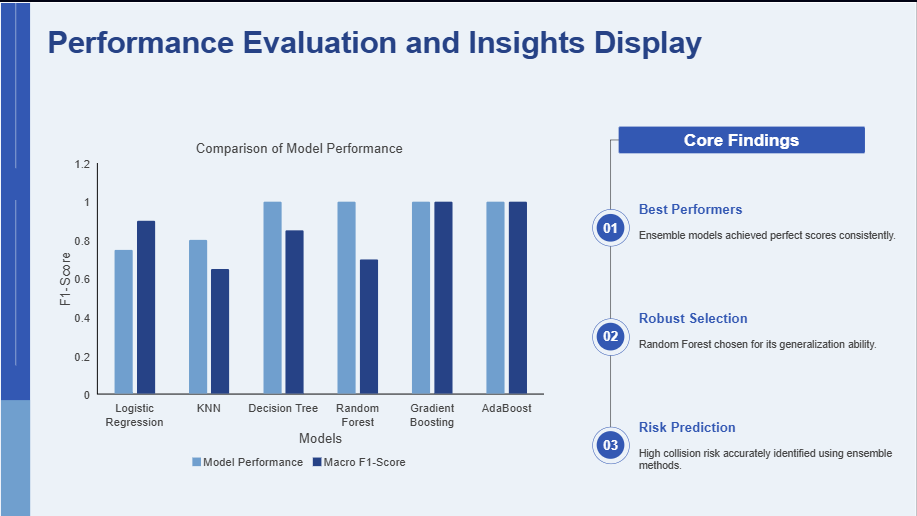 Performance Evaluation and Insights Display
Comparison of Model Performance
1.2
1
0.8
0.6
0.4
0.2
0
F1-Score
Logistic
Regression
KNN
Decision Tree
Random
Forest
Gradient
Boosting
AdaBoost
Models
Model Performance
Macro F1-Score
Core Findings
01
Best Performers
Ensemble models achieved perfect scores consistently.
02
Robust Selection
Random Forest chosen for its generalization ability.
03
Risk Prediction
High collision risk accurately identified using ensemble
methods.